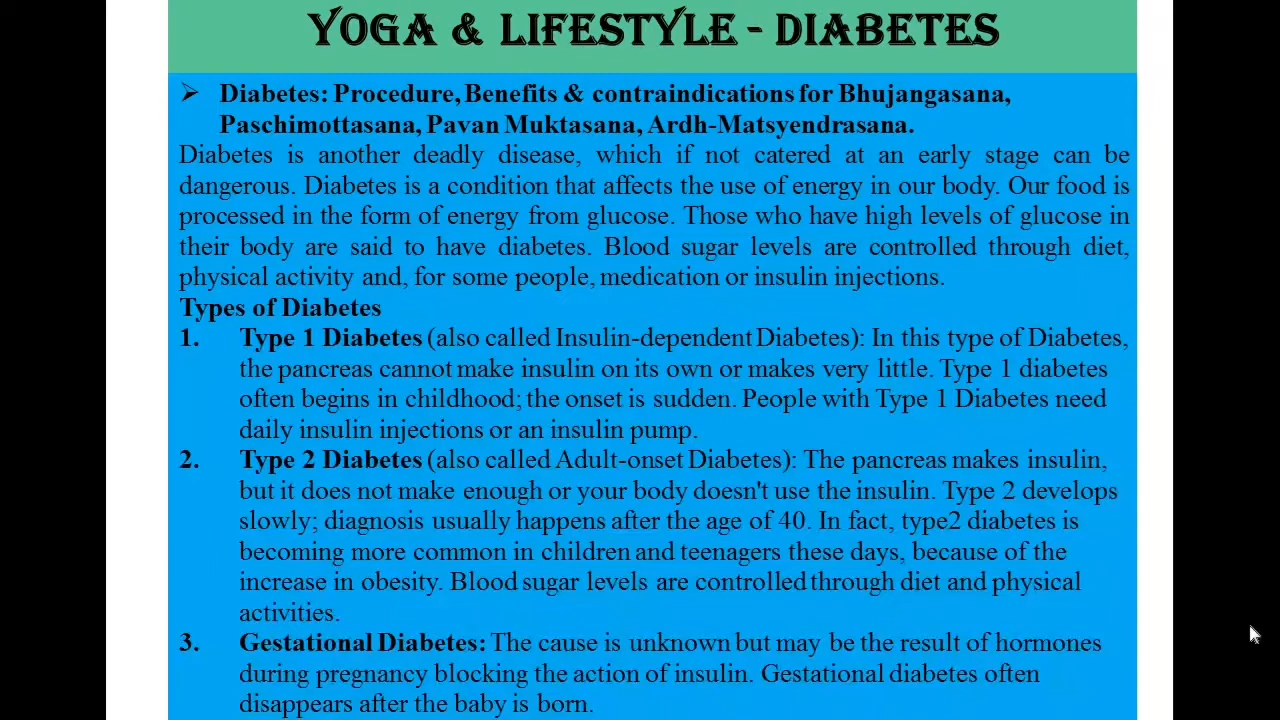 YOGA & LIFESTYLE - DIABETES
➢ Diabetes: Procedure, Benefits & contraindications for Bhujangasana,
Paschimottasana, Pavan Muktasana, Ardh-Matsyendrasana.
Diabetes is another deadly disease, which if not catered at an early stage can be
dangerous. Diabetes is a condition that affects the use of energy in our body. Our food is
processed in the form of energy from glucose. Those who have high levels of glucose in
their body are said to have diabetes. Blood sugar levels are controlled through diet,
physical activity and, for some people, medication or insulin injections.
Types of Diabetes
1. Type 1 Diabetes (also called Insulin-dependent Diabetes): In this type of Diabetes,
the pancreas cannot make insulin on its own or makes very little. Type 1 diabetes
often begins in childhood; the onset is sudden. People with Type 1 Diabetes need
daily insulin injections or an insulin pump.
2. Type 2 Diabetes (also called Adult-onset Diabetes): The pancreas makes insulin,
but it does not make enough or your body doesn't use the insulin. Type 2 develops
slowly; diagnosis usually happens after the age of 40. In fact, type2 diabetes is
becoming more common in children and teenagers these days, because of the
increase in obesity. Blood sugar levels are controlled through diet and physical
activities.
3. Gestational Diabetes: The cause is unknown but may be the result of hormones
during pregnancy blocking the action of insulin. Gestational diabetes often
disappears after the baby is born.